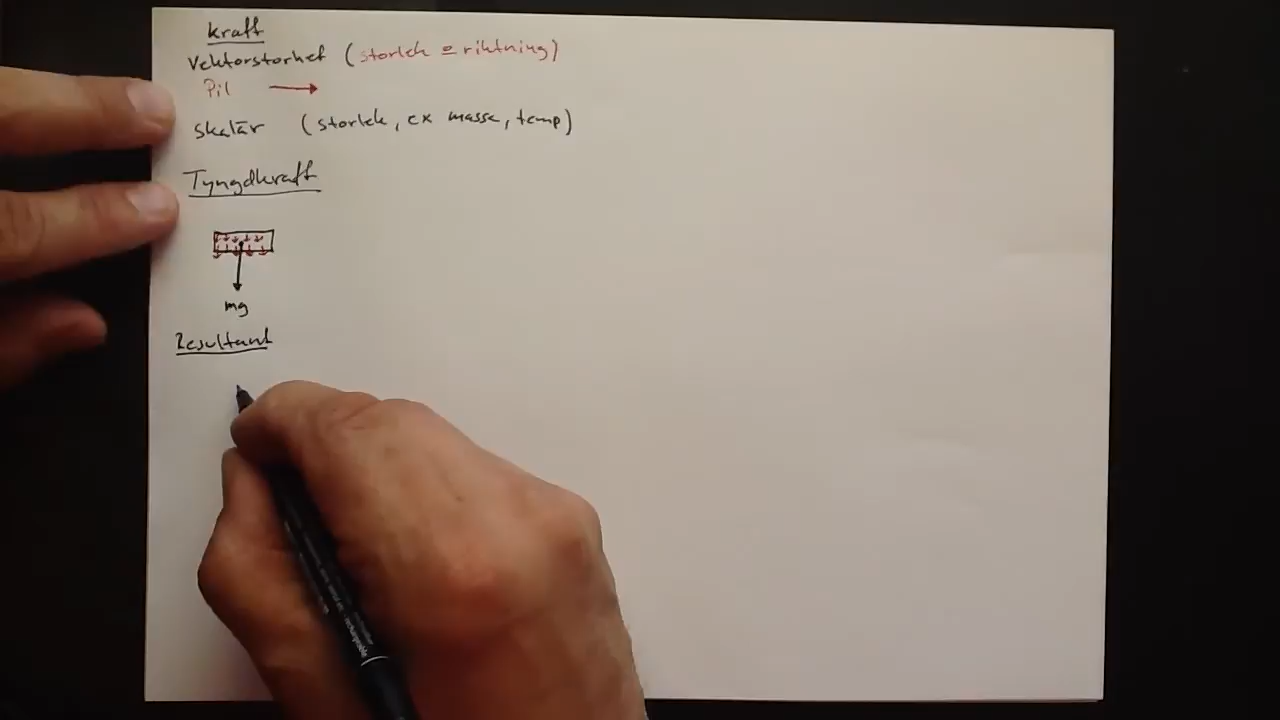 Kraft
Vektorstorhet (storlek o riktning)
Pil
Skalär (storlek, ex massa, temp)
Tyngdkraft
mg
Resultant